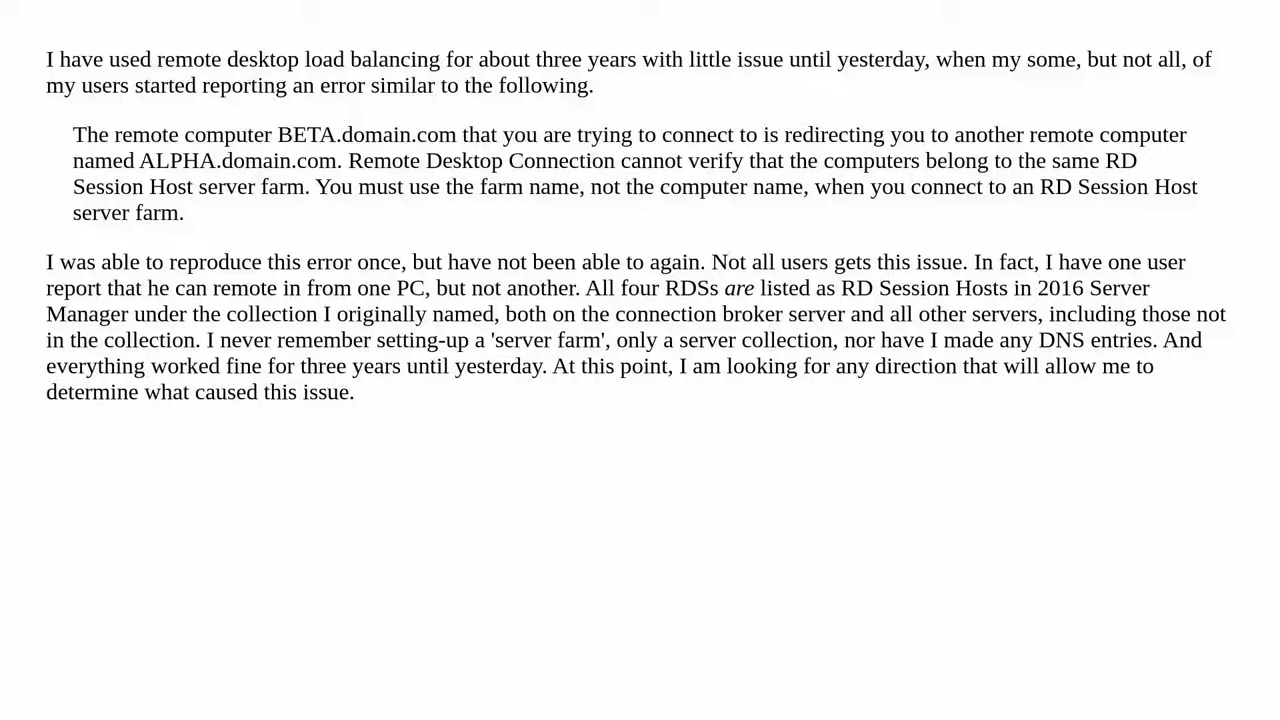 I have used remote desktop load balancing for about three years with little issue until yesterday, when my some, but not all, of
my users started reporting an error similar to the following.
The remote computer BETA.domain.com that you are trying to connect to is redirecting you to another remote computer
named ALPHA.domain.com. Remote Desktop Connection cannot verify that the computers belong to the same RD
Session Host server farm. You must use the farm name, not the computer name, when you connect to an RD Session Host
server farm.
I was able to reproduce this error once, but have not been able to again. Not all users gets this issue. In fact, I have one user
report that he can remote in from one PC, but not another. All four RDSs are listed as RD Session Hosts in 2016 Server
Manager under the collection I originally named, both on the connection broker server and all other servers, including those not
in the collection. I never remember setting-up a 'server farm', only a server collection, nor have I made any DNS entries. And
everything worked fine for three years until yesterday. At this point, I am looking for any direction that will allow me to
determine what caused this issue.